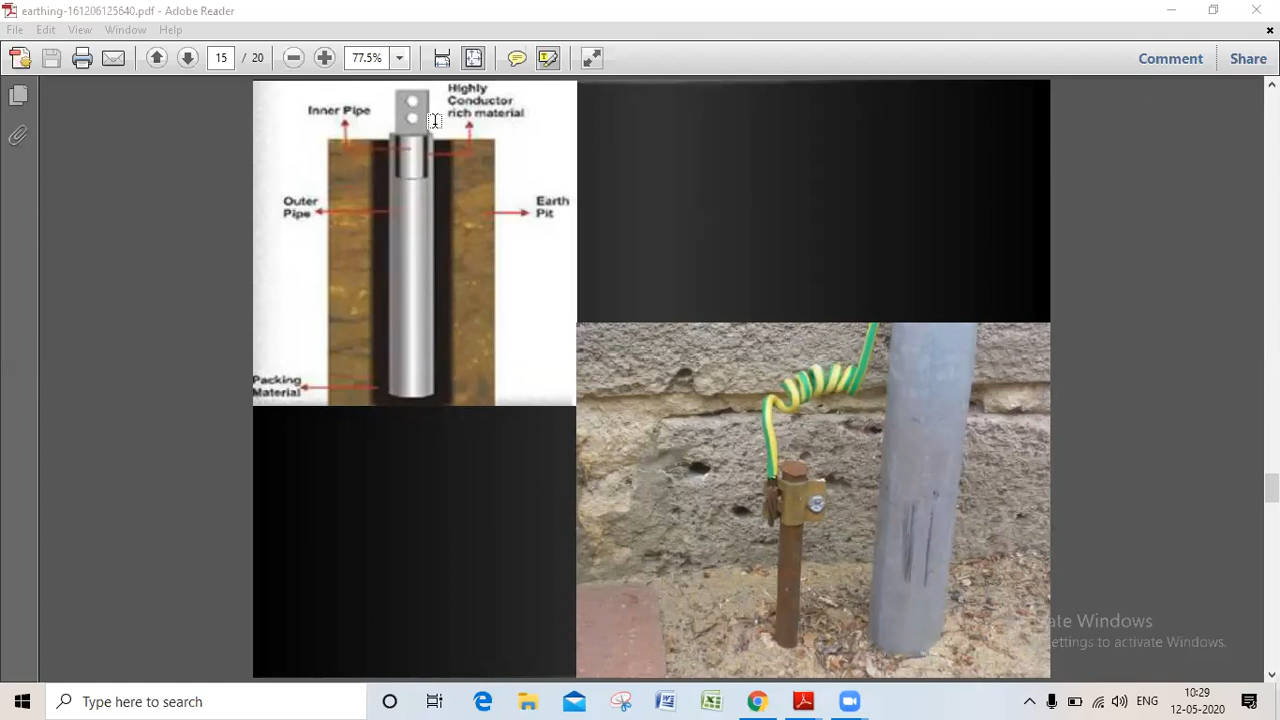 earthing-161206125640.pdf - Adobe Reader
File Edit View Window Help
15 / 20 77.5% Comment Share
Inner Pipe
Highly
Conductor
rich material
Outer
Pipe
Earth
Pit
Packing
Material
ate Windows
ettings to activate Windows.
Type here to search
ENG
10:29
12-05-2020